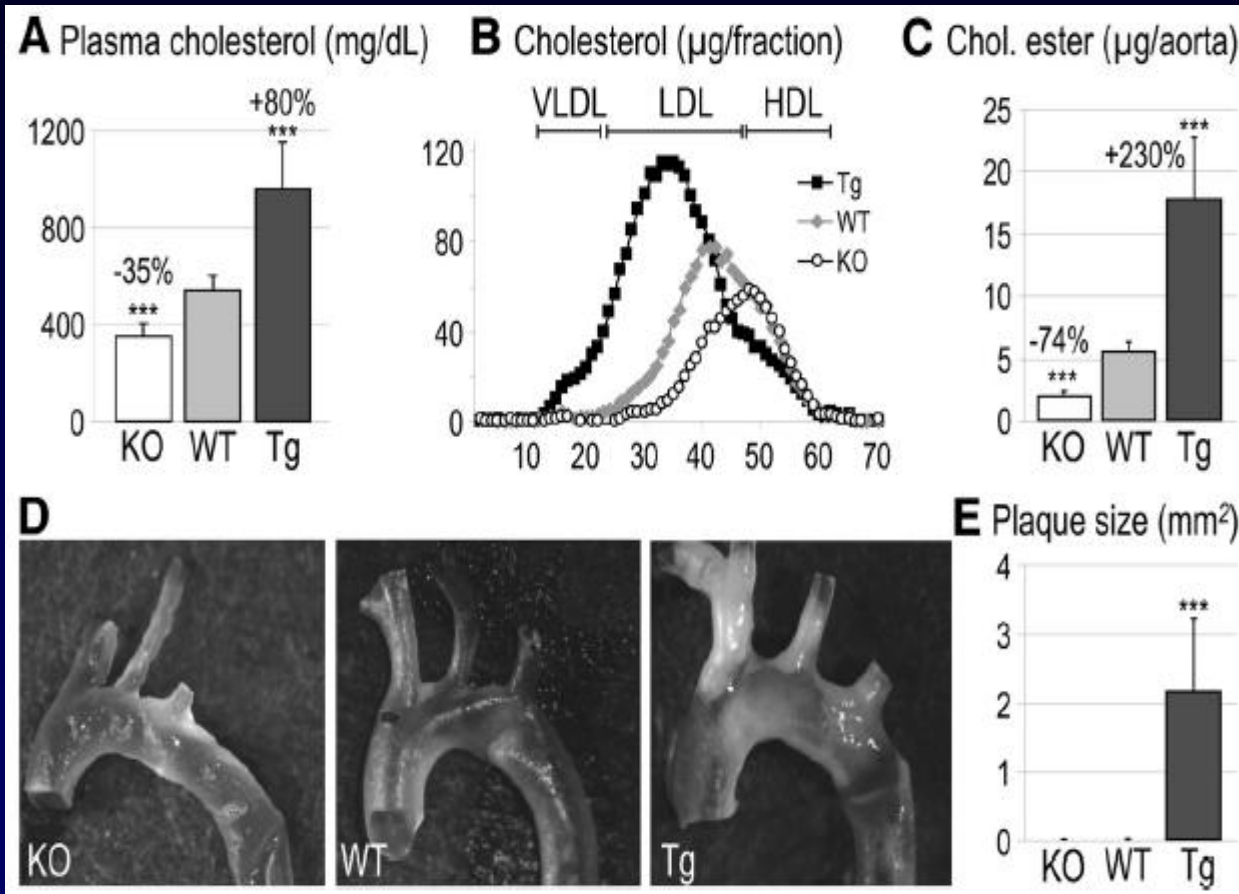 A Plasma cholesterol (mg/dL)
+80%
***
-35%
***
1200
800
400
0
KO WT Tg
B Cholesterol (µg/fraction)
VLDL LDL HDL
120
80
40
0
Tg
WT
KO
10 20 30 40 50 60 70
C Chol. ester (µg/aorta)
25
20
15
10
5
0
***
+230%
-74%
***
KO WT Tg
D
KO
WT
Tg
E Plaque size (mm²)
4
3
2
1
0
***
KO WT Tg